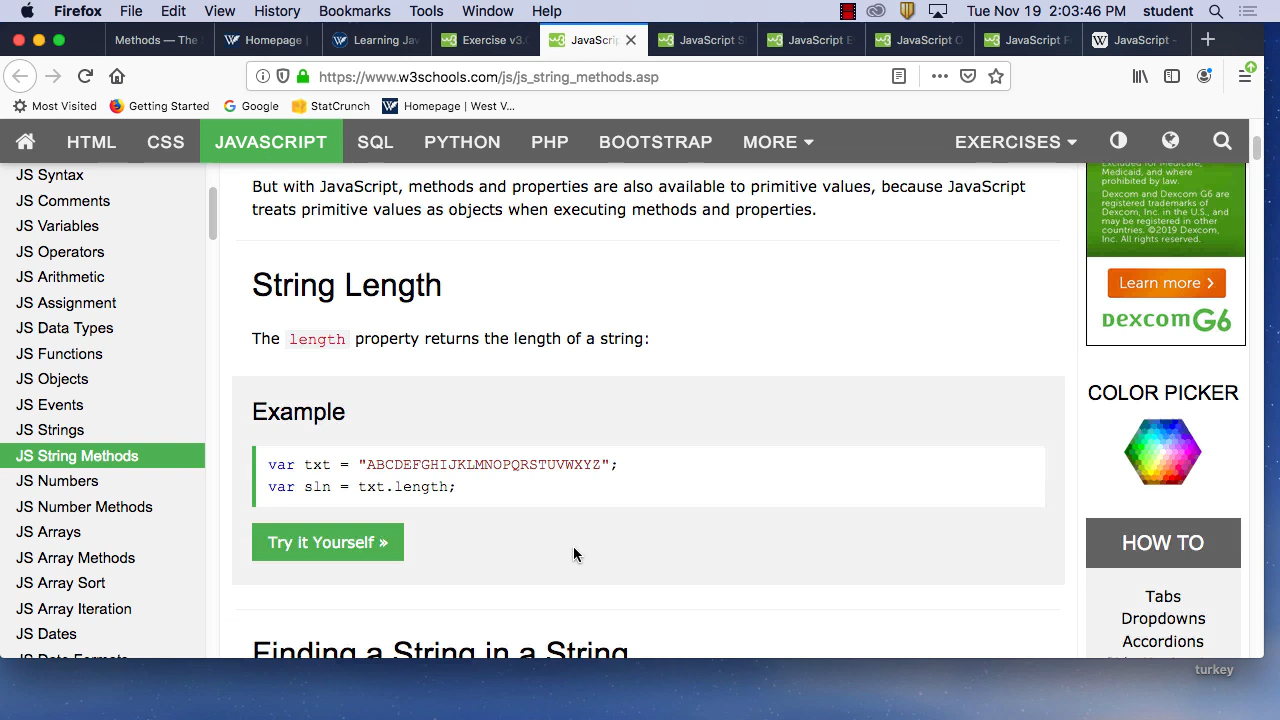 Firefox File Edit View History Bookmarks Tools Window Help Tue Nov 19 2:03:46 PM student
Methods — The Homepage | Learning Jav Exercise v3. JavaScri JavaScript S JavaScript E JavaScript O JavaScript F JavaScript -
https://www.w3schools.com/js/js_string_methods.asp
Most Visited Getting Started Google StatCrunch Homepage | West V...
HTML CSS JAVASCRIPT SQL PYTHON PHP BOOTSTRAP MORE EXERCISES
JS Syntax
JS Comments
JS Variables
JS Operators
JS Arithmetic
JS Assignment
JS Data Types
JS Functions
JS Objects
JS Events
JS Strings
JS String Methods
JS Numbers
JS Number Methods
JS Arrays
JS Array Methods
JS Array Sort
JS Array Iteration
JS Dates
JS Date Formats
But with JavaScript, methods and properties are also available to primitive values, because JavaScript
treats primitive values as objects when executing methods and properties.
String Length
The length property returns the length of a string:
Example
var txt = "ABCDEFGHIJKLMNOPQRSTUVWXYZ";
var sln = txt.length;
Try it Yourself »
Finding a String in a String
Excluded for Medicare,
Medicaid, and where
prohibited by law.
Dexcom and Dexcom G6 are
registered trademarks of
Dexcom, Inc. in the U.S., and
may be registered in other
countries. ©2019 Dexcom,
Inc. All rights reserved.
Learn more
Dexcom G6
COLOR PICKER
HOW TO
Tabs
Dropdowns
Accordions
turkey